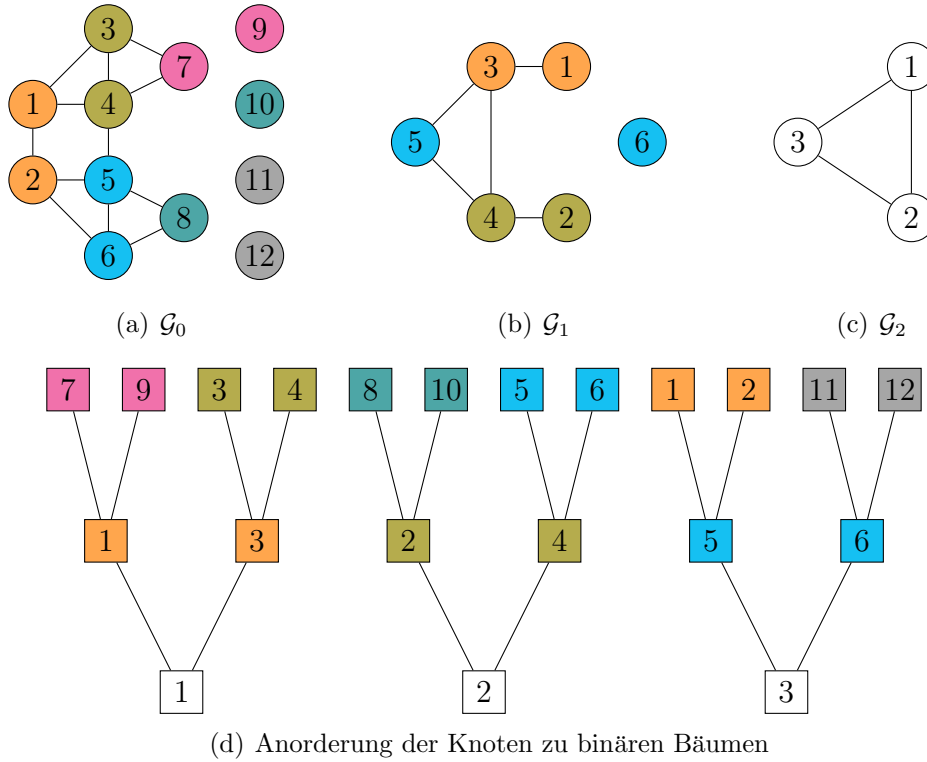 3 9
7
1 4 10
2 5 11
8
6 12
3 1
5 6
4 2
1
3
2
(a) 𝒢₀ (b) 𝒢₁ (c) 𝒢₂
7 9 3 4 8 10 5 6 1 2 11 12
1 3 2 4 5 6
1 2 3
(d) Anorderung der Knoten zu binären Bäumen